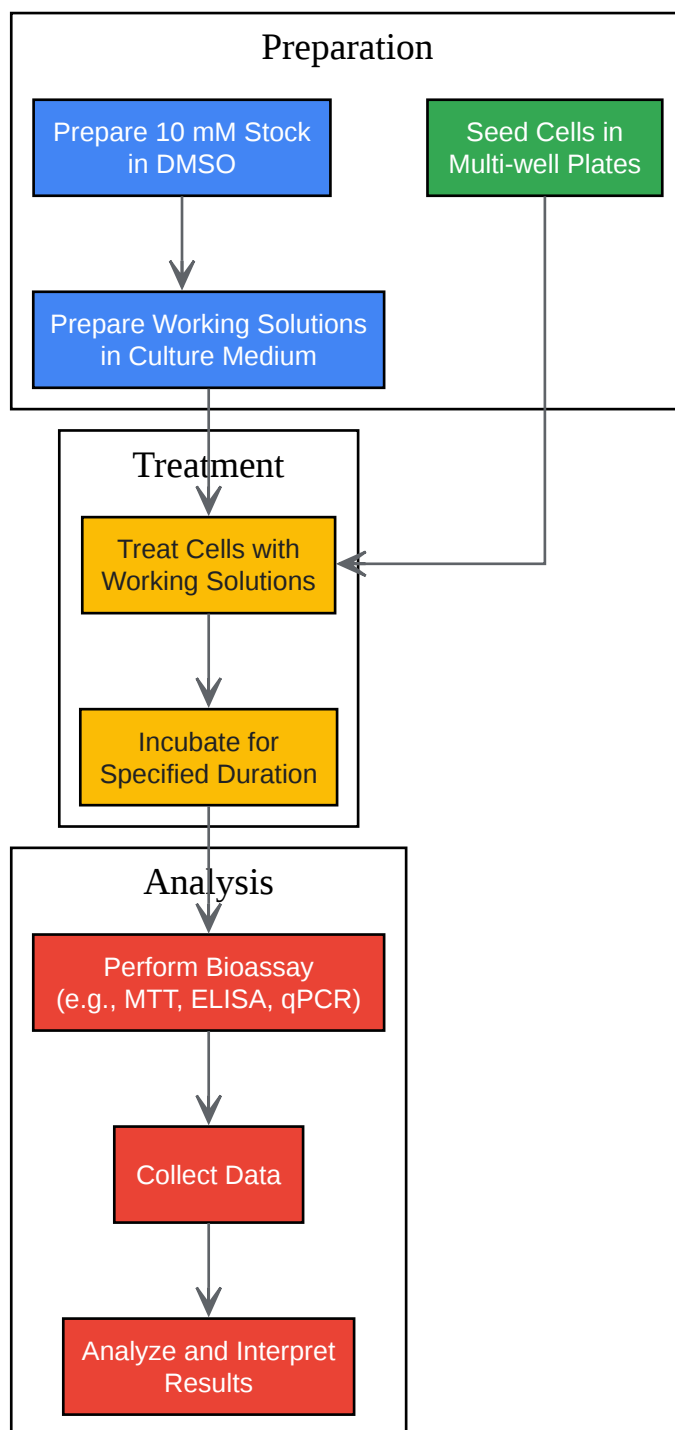 Preparation
Prepare 10 mM Stock
in DMSO
Seed Cells in
Multi-well Plates
Prepare Working Solutions
in Culture Medium
Treatment
Treat Cells with
Working Solutions
Incubate for
Specified Duration
Analysis
Perform Bioassay
(e.g., MTT, ELISA, qPCR)
Collect Data
Analyze and Interpret
Results